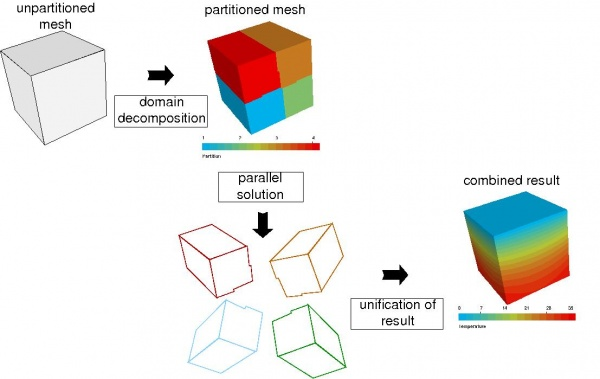 unpartitioned
mesh
partitioned mesh
domain
decomposition
1 2 3 4
Partition
parallel
solution
combined result
unification of
result
0 7 14 21 28 35
temperature